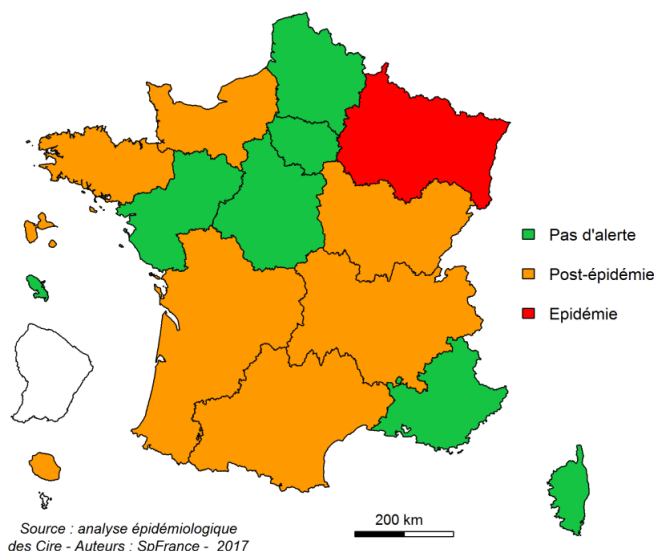 Pas d'alerte
Post-épidémie
Epidémie
200 km
Source : analyse épidémiologique
des Cire - Auteurs : SpFrance - 2017